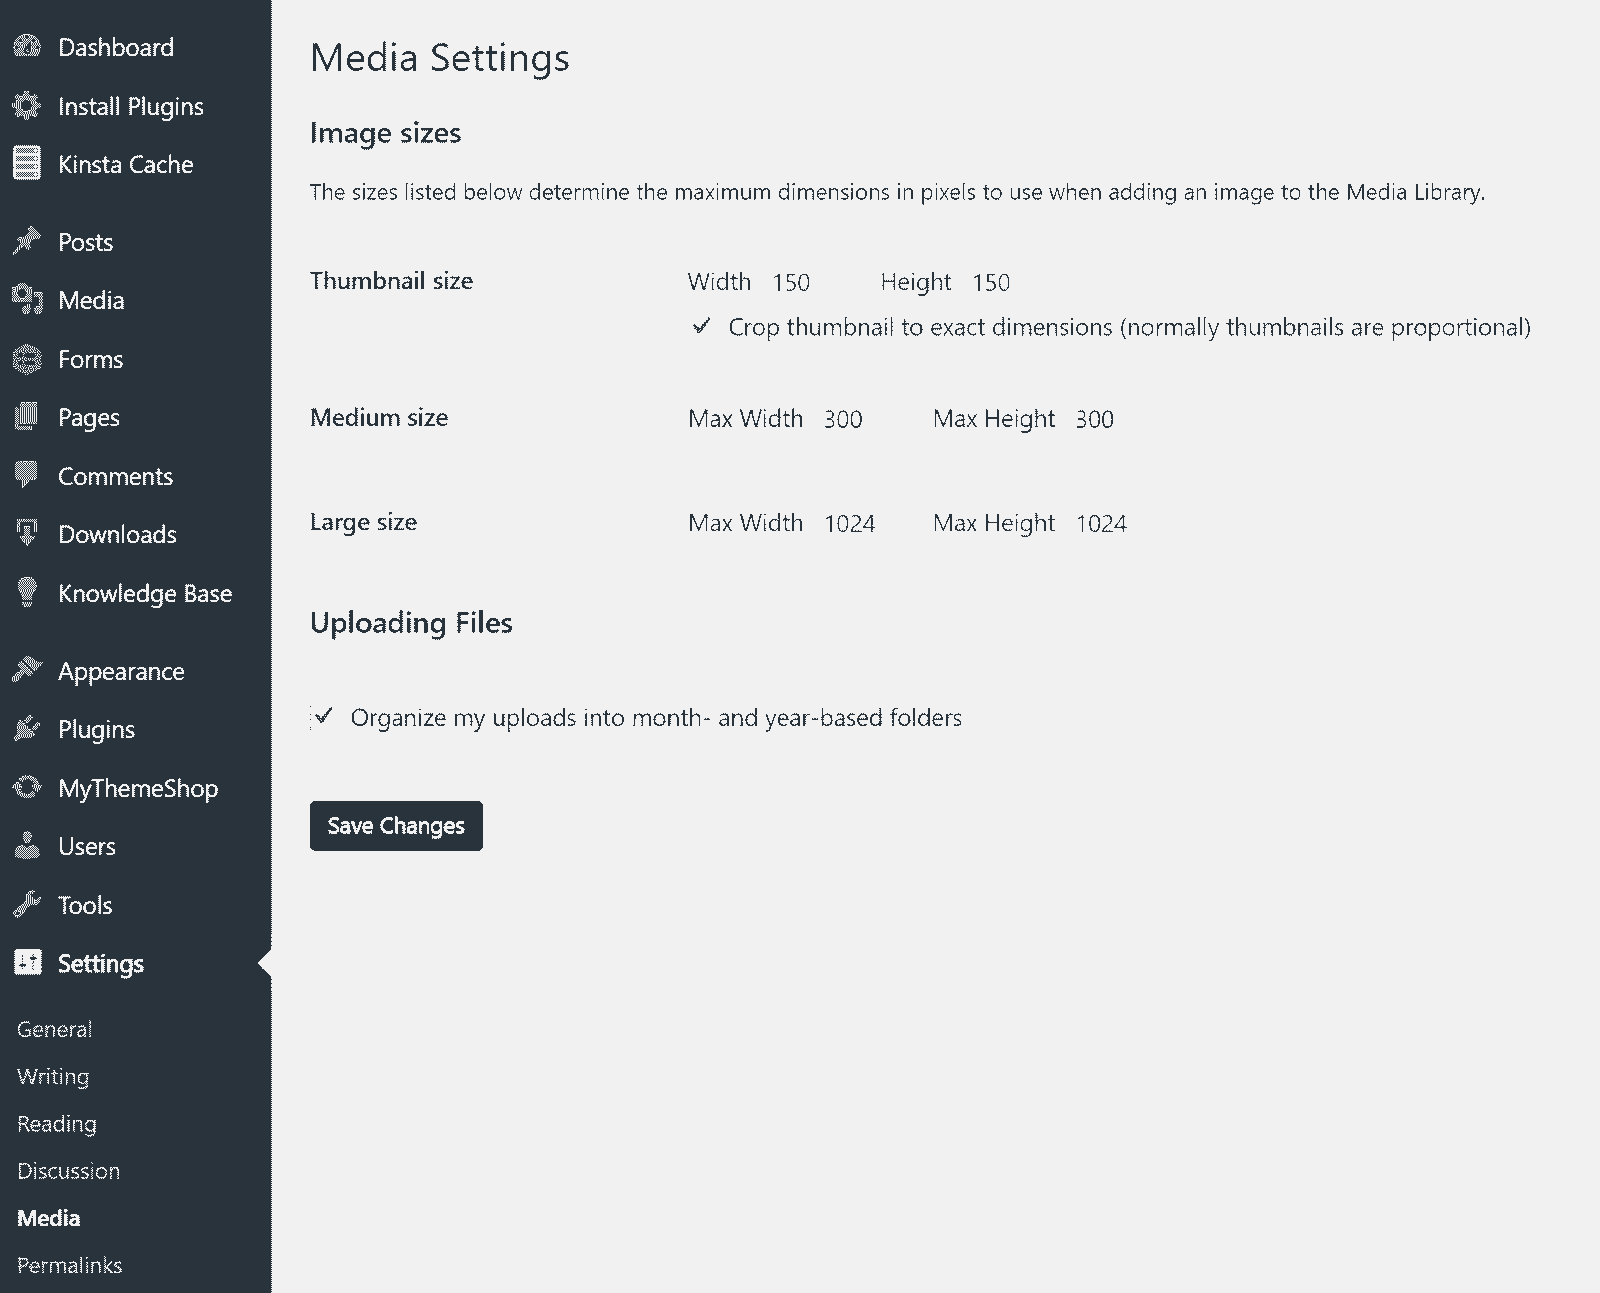 Dashboard
Install Plugins
Kinsta Cache
Posts
Media
Forms
Pages
Comments
Downloads
Knowledge Base
Appearance
Plugins
MyThemeShop
Users
Tools
Settings
General
Writing
Reading
Discussion
Media
Permalinks
Media Settings
Image sizes
The sizes listed below determine the maximum dimensions in pixels to use when adding an image to the Media Library.
Thumbnail size Width 150 Height 150
Crop thumbnail to exact dimensions (normally thumbnails are proportional)
Medium size Max Width 300 Max Height 300
Large size Max Width 1024 Max Height 1024
Uploading Files
Organize my uploads into month- and year-based folders
Save Changes